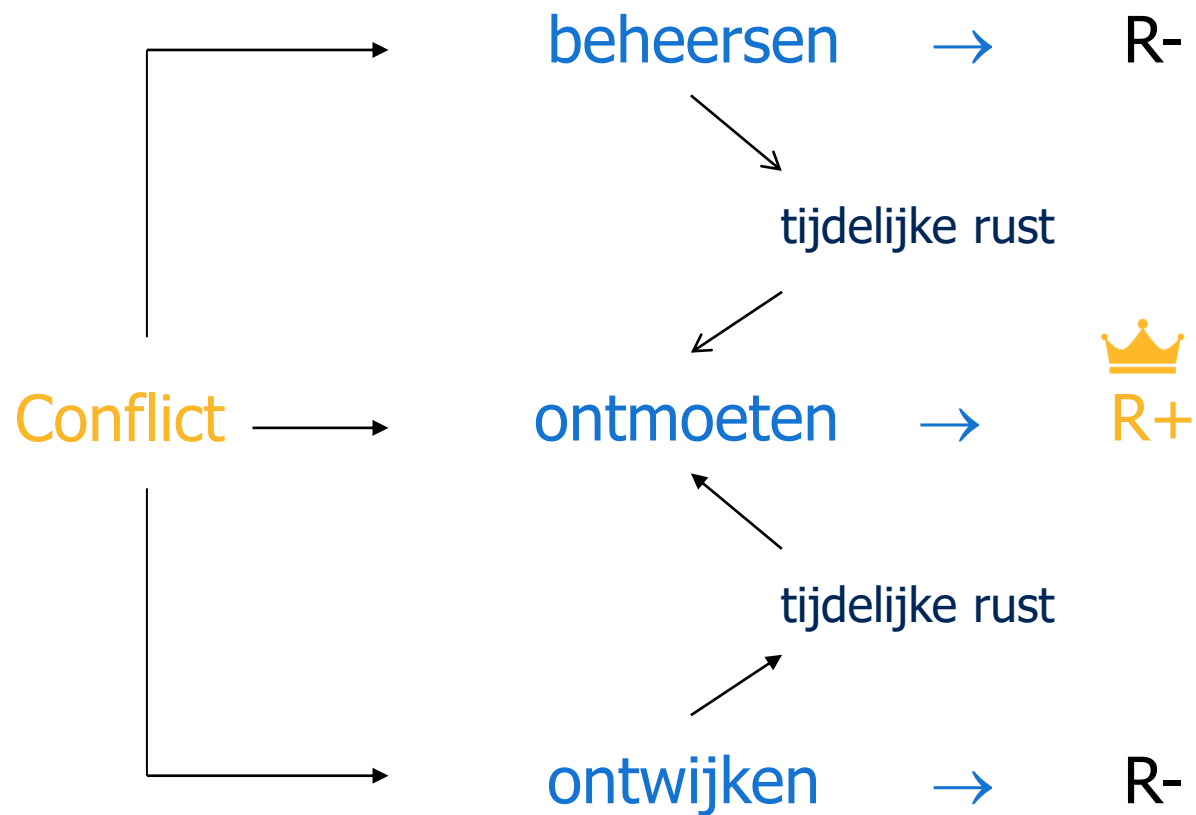 beheersen → R-
tijdelijke rust
Conflict ontmoeten → R+
tijdelijke rust
ontwijken → R-